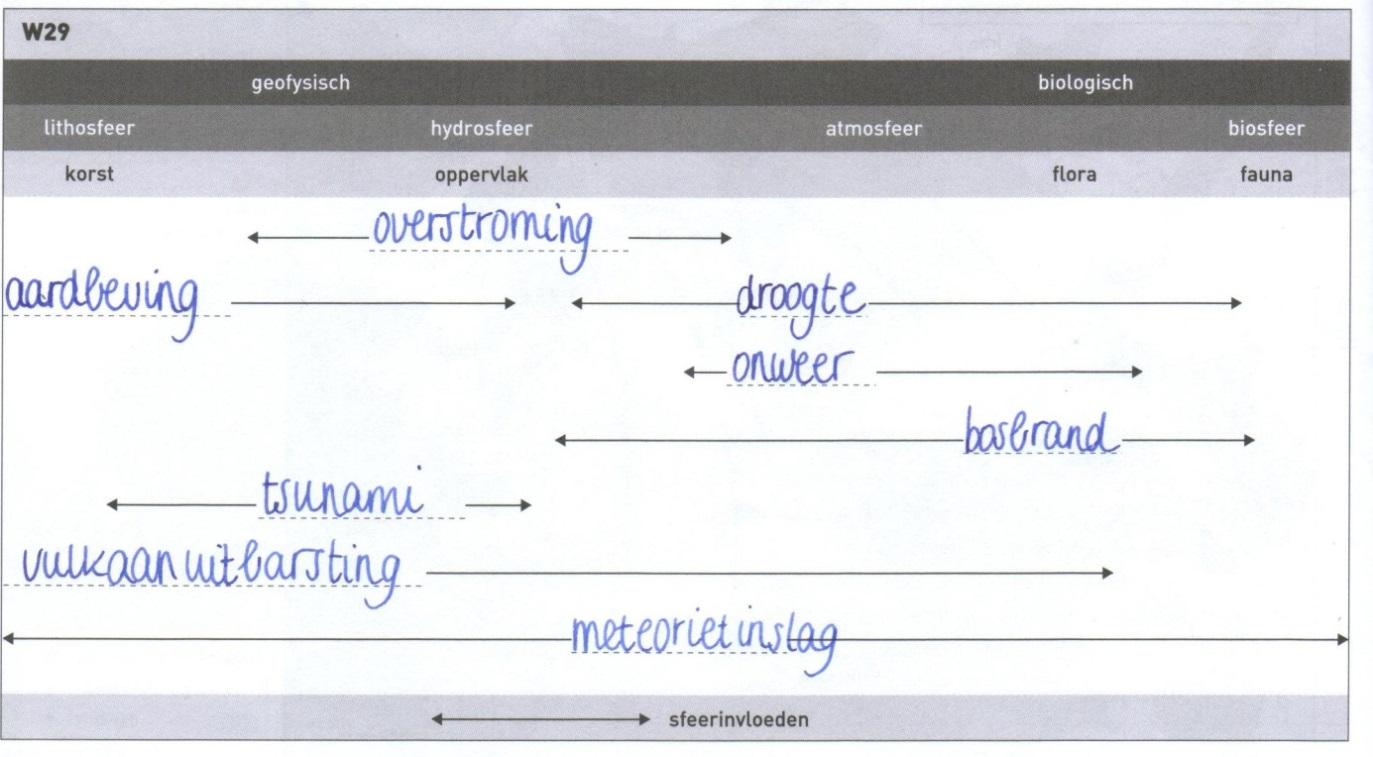 W29
geofysisch biologisch
lithosfeer hydrosfeer atmosfeer biosfeer
korst oppervlak flora fauna
overstroming
aardbeving droogte
onweer
bosbrand
tsunami
vulkaanuitbarsting
meteorietinslag
sfeerinvloeden